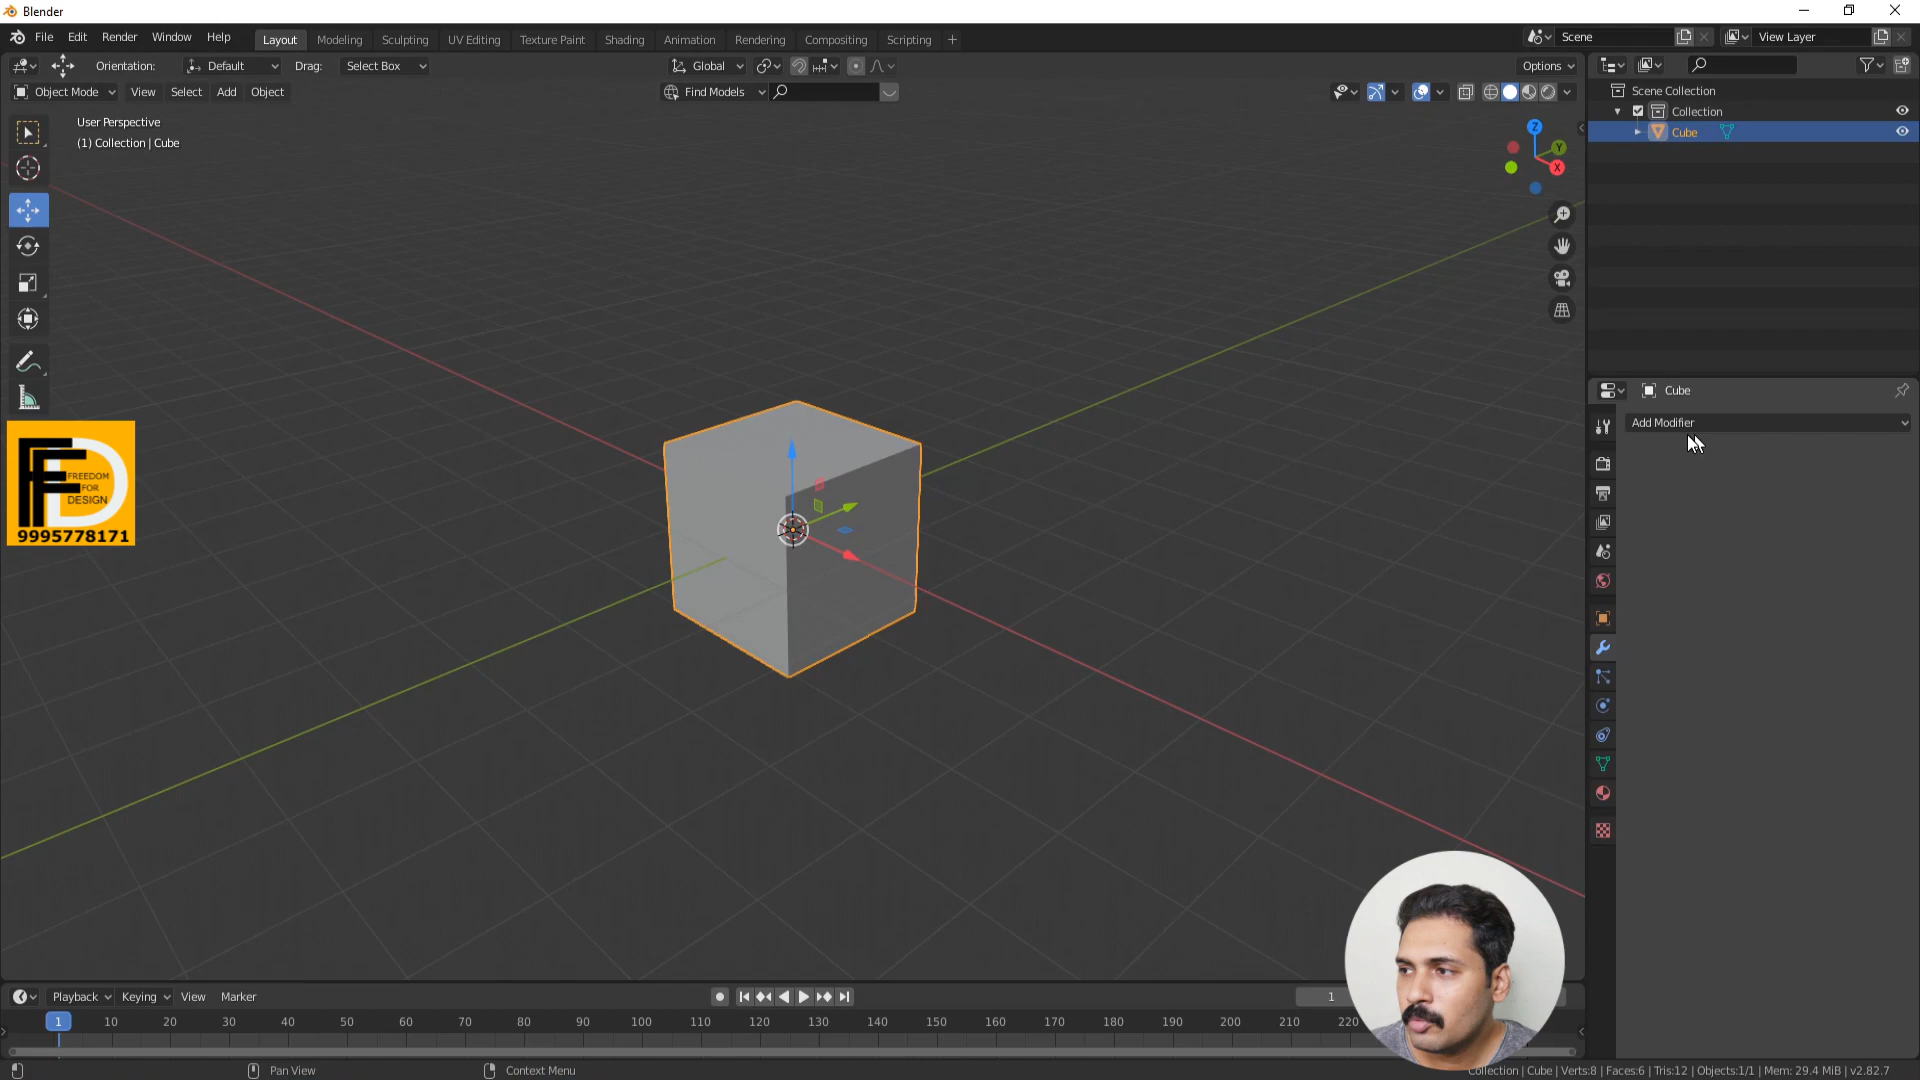 Blender
File Edit Render Window Help Layout Modeling Sculpting UV Editing Texture Paint Shading Animation Rendering Compositing Scripting + Scene View Layer
Orientation: Default Drag: Select Box Global Options
Object Mode View Select Add Object Find Models
User Perspective
(1) Collection | Cube
Scene Collection
Collection
Cube
Z
Y
X
Cube
Add Modifier
FREEDOM
FOR
DESIGN
9995778171
Playback Keying View Marker 1
1 10 20 30 40 50 60 70 80 90 100 110 120 130 140 150 160 170 180 190 200 210 220
Pan View Context Menu Collection | Cube | Verts:8 | Faces:6 | Tris:12 | Objects:1/1 | Mem: 29.4 MiB | v2.82.7